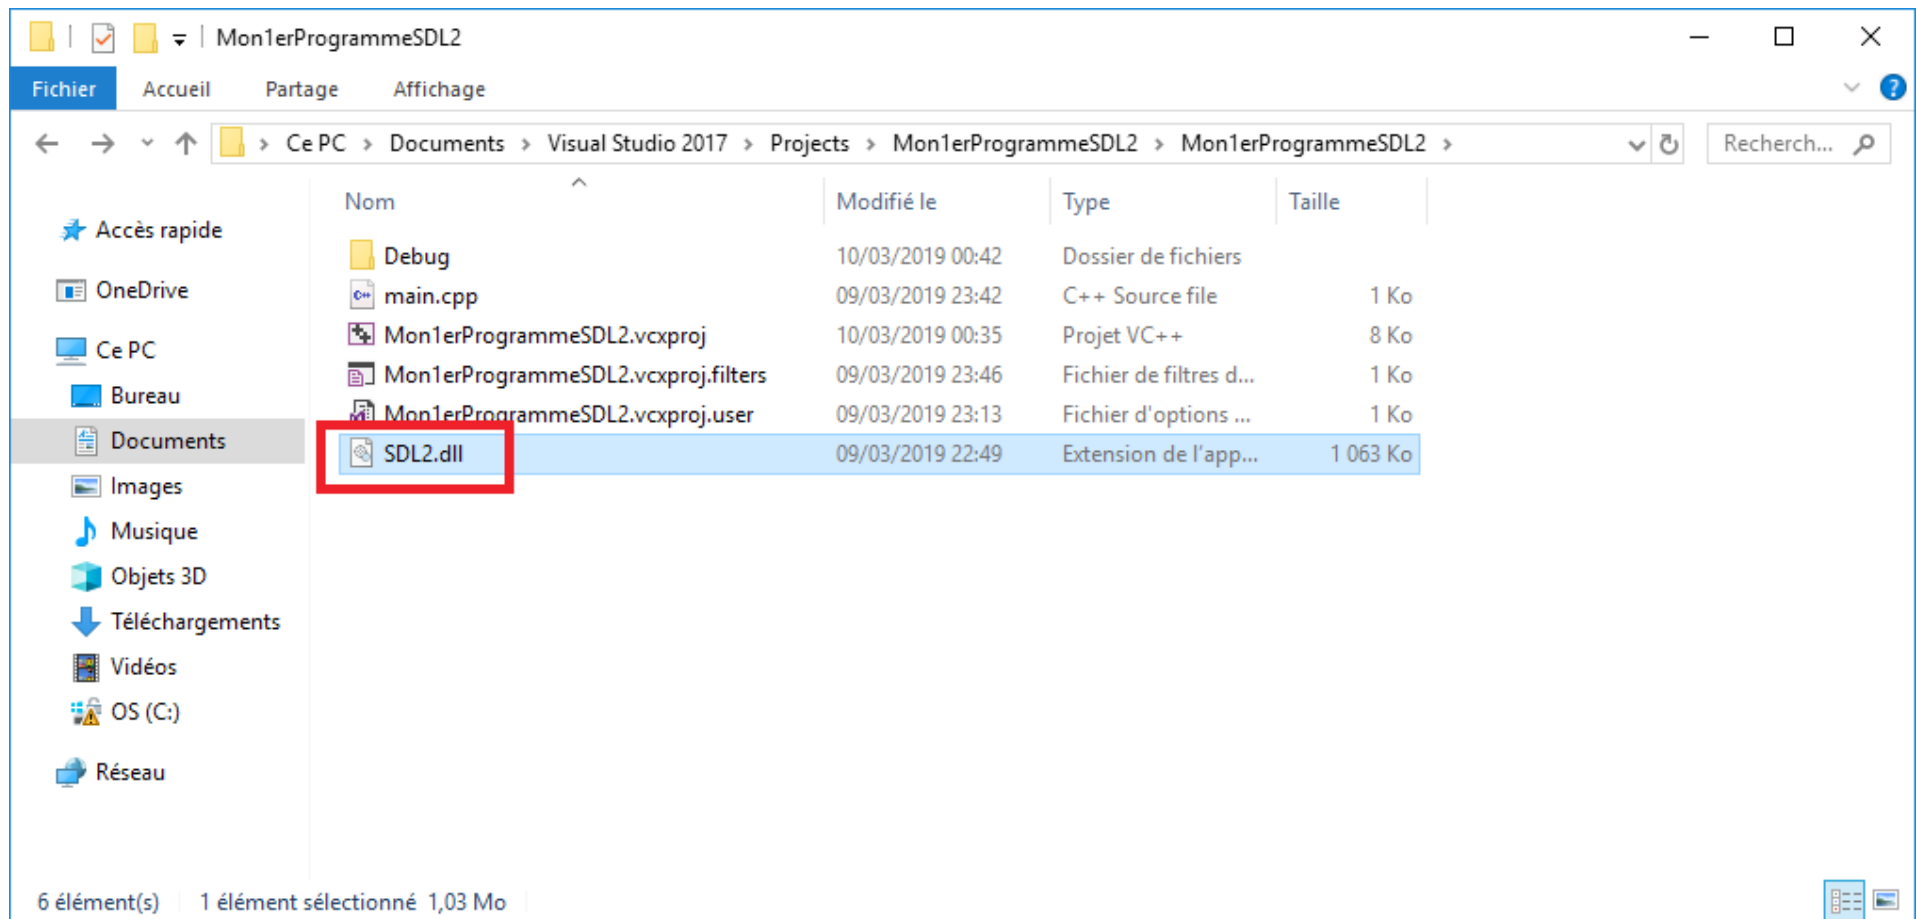 Mon1erProgrammeSDL2
Fichier Accueil Partage Affichage
Ce PC > Documents > Visual Studio 2017 > Projects > Mon1erProgrammeSDL2 > Mon1erProgrammeSDL2 >
Recherch...
Accès rapide
OneDrive
Ce PC
Bureau
Documents
Images
Musique
Objets 3D
Téléchargements
Vidéos
OS (C:)
Réseau
Nom Modifié le Type Taille
Debug 10/03/2019 00:42 Dossier de fichiers
main.cpp 09/03/2019 23:42 C++ Source file 1 Ko
Mon1erProgrammeSDL2.vcxproj 10/03/2019 00:35 Projet VC++ 8 Ko
Mon1erProgrammeSDL2.vcxproj.filters 09/03/2019 23:46 Fichier de filtres d... 1 Ko
Mon1erProgrammeSDL2.vcxproj.user 09/03/2019 23:13 Fichier d'options ... 1 Ko
SDL2.dll 09/03/2019 22:49 Extension de l'app... 1 063 Ko
6 élément(s) 1 élément sélectionné 1,03 Mo